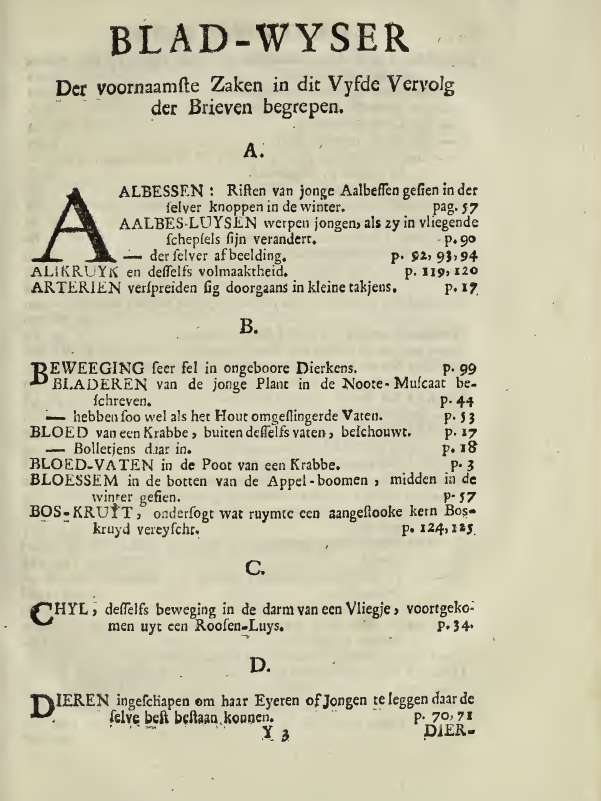 BLAD-WYSER
Der voornaamſte Zaken in dit Vyfde Vervolg
der Brieven begrepen.
A.
AALBESSEN: Riſten van jonge Aalbeſſen geſien in der
ſelver knoppen in de winter. pag. 57
AALBES-LUYSEN werpen jongen, als zy in vliegende
ſchepſels ſijn verandert. p. 90
— der ſelver afbeelding. p. 92, 93, 94
ALIKRUYK en deſſelfs volmaaktheid. p. 119, 120
ARTERIEN verſpreiden ſig doorgaans in kleine takjens. p. 17
B.
BEWEEGING ſeer fel in ongeboore Dierkens. p. 99
BLADEREN van de jonge Plant in de Noote-Muſcaat be-
ſchreven. p. 44
— hebben ſoo wel als het Hout omgeſlingerde Vaten. p. 53
BLOED van een Krabbe, buiten deſſelfs vaten, beſchouwt. p. 17
— Bolletjens daar in. p. 18
BLOED-VATEN in de Poot van een Krabbe. p. 3
BLOESSEM in de botten van de Appel-boomen, midden in de
winter geſien. p. 57
BOS-KRUIT, onderſogt wat ruymte een aangeſtooke kern Bos-
kruyd vereyſcht. p. 124, 125
C.
CHYL, deſſelfs beweging in de darm van een Vliegje, voortgeko-
men uyt een Rooſen-Luys. p. 34.
D.
DIEREN ingeſchapen om haar Eyeren of Jongen te leggen daar de
ſelve beſt beſtaan konnen. p. 70, 71
Y 3 DIER-